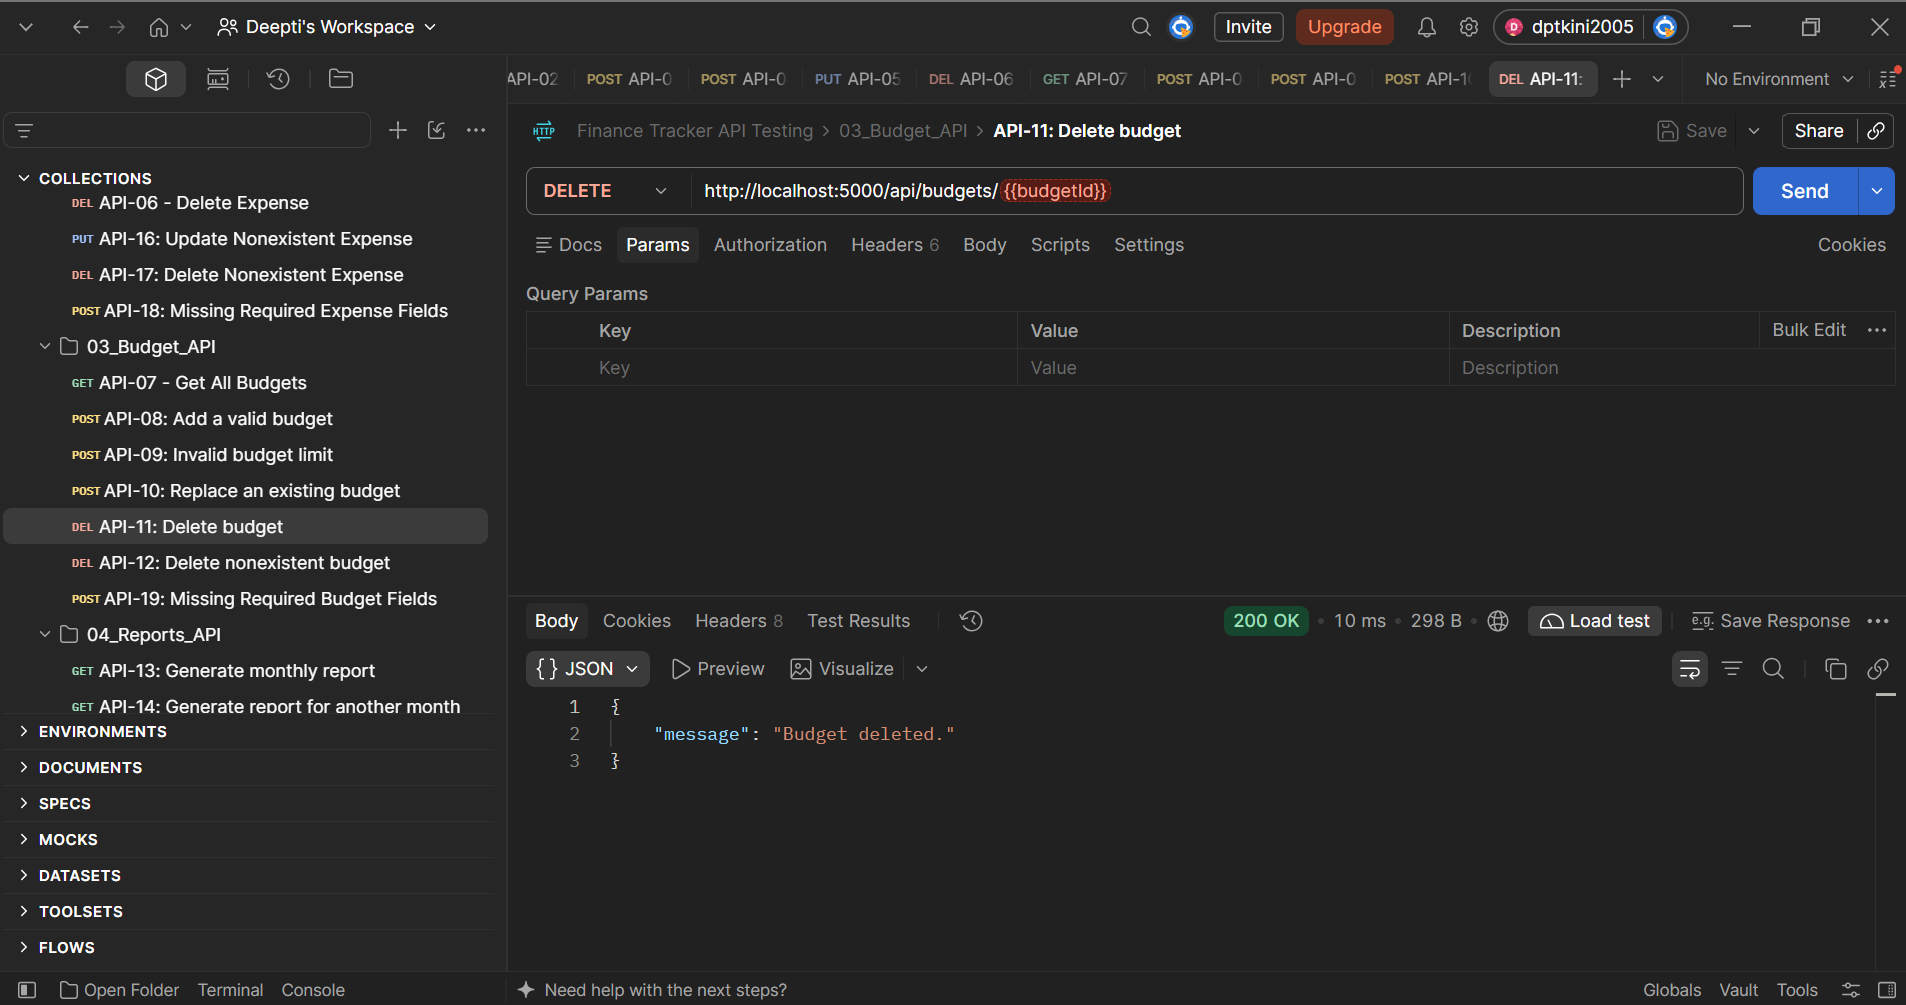 Deepti's Workspace
Invite
Upgrade
D dptkini2005
API-02
POST API-0
POST API-0
PUT API-05
DEL API-06
GET API-07
POST API-0
POST API-0
POST API-1
DEL API-11:
No Environment
HTTP Finance Tracker API Testing > 03_Budget_API > API-11: Delete budget
Save
Share
COLLECTIONS
DEL API-06 - Delete Expense
PUT API-16: Update Nonexistent Expense
DEL API-17: Delete Nonexistent Expense
POST API-18: Missing Required Expense Fields
03_Budget_API
GET API-07 - Get All Budgets
POST API-08: Add a valid budget
POST API-09: Invalid budget limit
POST API-10: Replace an existing budget
DEL API-11: Delete budget
DEL API-12: Delete nonexistent budget
POST API-19: Missing Required Budget Fields
04_Reports_API
GET API-13: Generate monthly report
GET API-14: Generate report for another month
ENVIRONMENTS
DOCUMENTS
SPECS
MOCKS
DATASETS
TOOLSETS
FLOWS
DELETE
http://localhost:5000/api/budgets/{{budgetId}}
Send
Docs
Params
Authorization
Headers 6
Body
Scripts
Settings
Cookies
Query Params
Key
Value
Description
Bulk Edit
Key
Value
Description
Body
Cookies
Headers 8
Test Results
200 OK • 10 ms • 298 B •
Load test
e.g. Save Response
{} JSON
Preview
Visualize
1 {
2 "message": "Budget deleted."
3 }
Open Folder
Terminal
Console
Need help with the next steps?
Globals
Vault
Tools